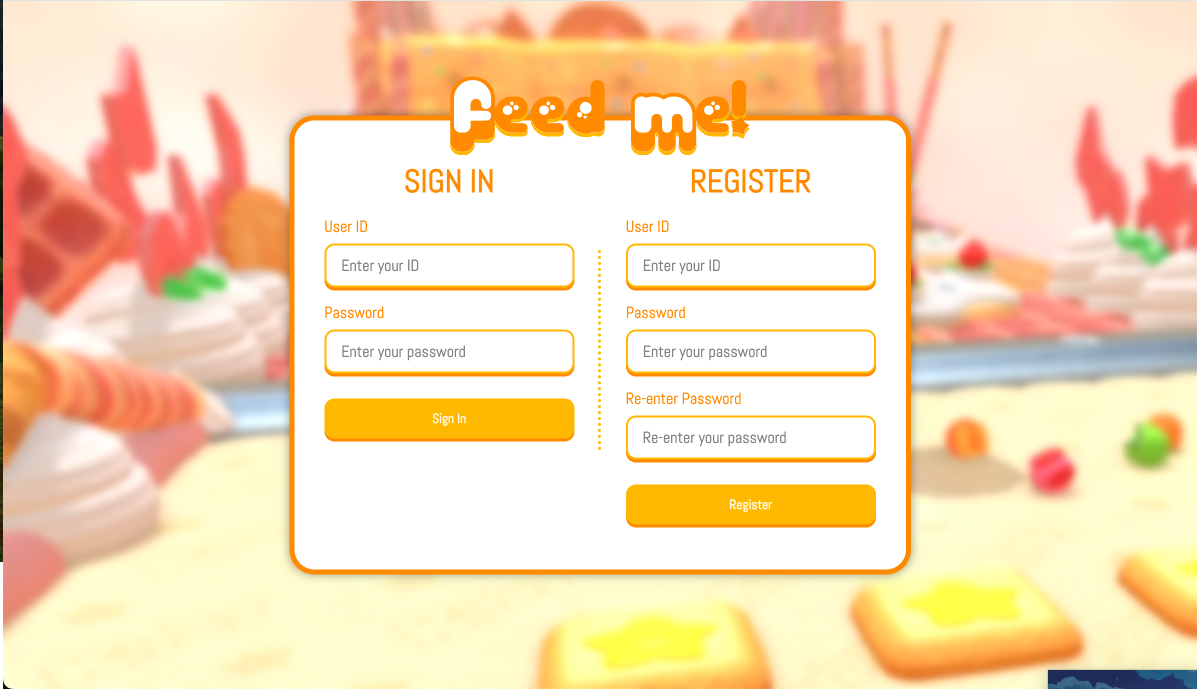 feed me!
SIGN IN
User ID
Enter your ID
Password
Enter your password
Sign In
REGISTER
User ID
Enter your ID
Password
Enter your password
Re-enter Password
Re-enter your password
Register